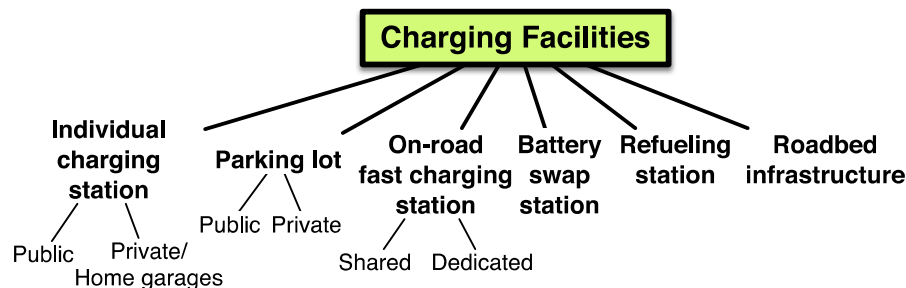 Charging Facilities
Individual
charging
station
Parking lot
On-road
fast charging
station
Battery
swap
station
Refueling
station
Roadbed
infrastructure
Public
Private/
Home garages
Public
Private
Shared
Dedicated